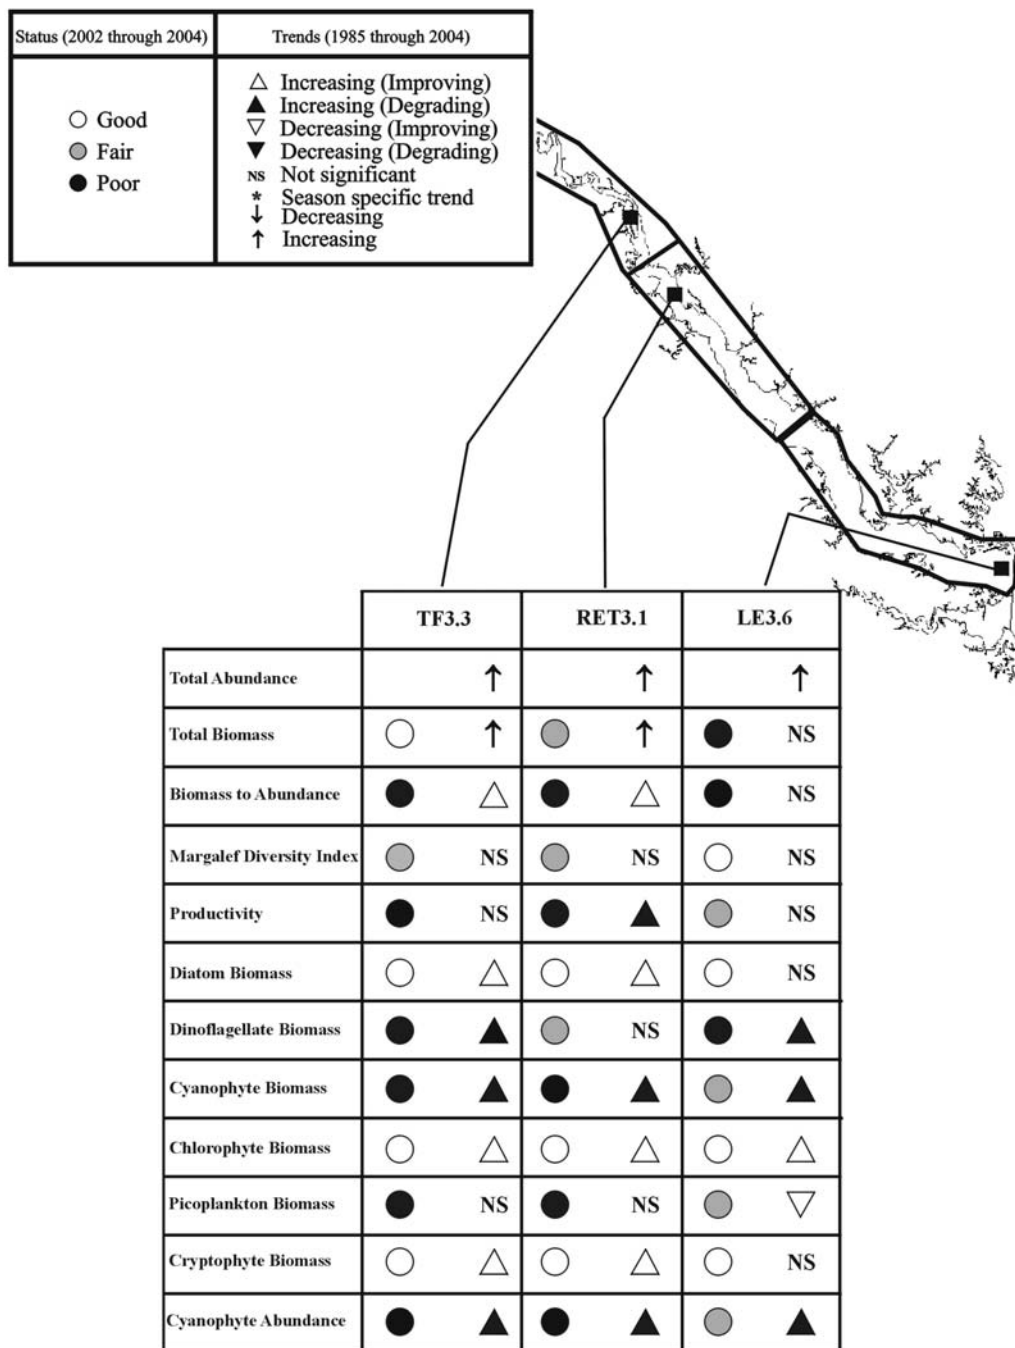 Status (2002 through 2004) Trends (1985 through 2004)
Good
Fair
Poor
Increasing (Improving)
Increasing (Degrading)
Decreasing (Improving)
Decreasing (Degrading)
NS Not significant
* Season specific trend
↓ Decreasing
↑ Increasing
TF3.3 RET3.1 LE3.6
Total Abundance ↑ ↑ ↑
Total Biomass ↑ ↑ NS
Biomass to Abundance NS
Margalef Diversity Index NS NS NS
Productivity NS NS
Diatom Biomass NS
Dinoflagellate Biomass NS
Cyanophyte Biomass
Chlorophyte Biomass
Picoplankton Biomass NS NS
Cryptophyte Biomass NS
Cyanophyte Abundance